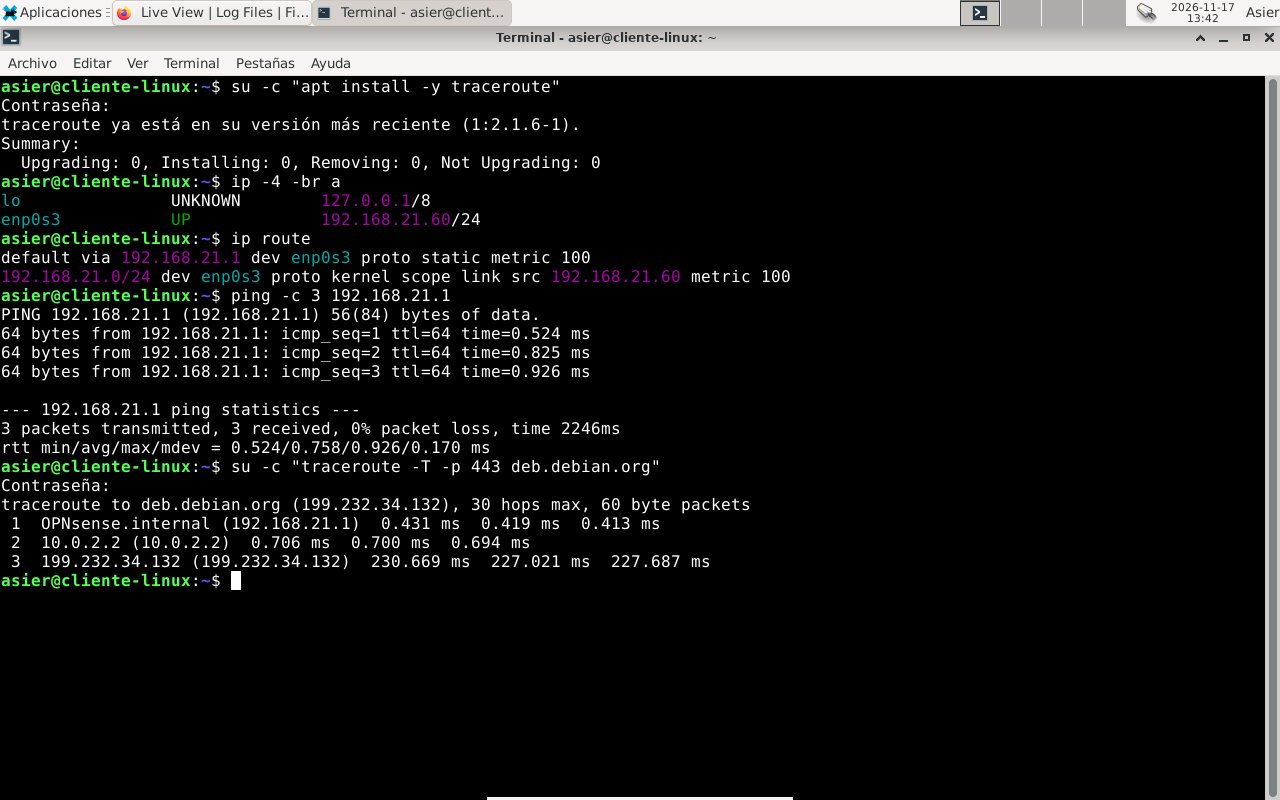 Aplicaciones
Live View | Log Files | Fi...
Terminal - asier@client...
2026-11-17
13:42
Asier
Terminal - asier@cliente-linux: ~
Archivo Editar Ver Terminal Pestañas Ayuda
asier@cliente-linux:~$ su -c "apt install -y traceroute"
Contraseña:
traceroute ya está en su versión más reciente (1:2.1.6-1).
Summary:
  Upgrading: 0, Installing: 0, Removing: 0, Not Upgrading: 0
asier@cliente-linux:~$ ip -4 -br a
lo               UNKNOWN        127.0.0.1/8
enp0s3           UP             192.168.21.60/24
asier@cliente-linux:~$ ip route
default via 192.168.21.1 dev enp0s3 proto static metric 100
192.168.21.0/24 dev enp0s3 proto kernel scope link src 192.168.21.60 metric 100
asier@cliente-linux:~$ ping -c 3 192.168.21.1
PING 192.168.21.1 (192.168.21.1) 56(84) bytes of data.
64 bytes from 192.168.21.1: icmp_seq=1 ttl=64 time=0.524 ms
64 bytes from 192.168.21.1: icmp_seq=2 ttl=64 time=0.825 ms
64 bytes from 192.168.21.1: icmp_seq=3 ttl=64 time=0.926 ms

--- 192.168.21.1 ping statistics ---
3 packets transmitted, 3 received, 0% packet loss, time 2246ms
rtt min/avg/max/mdev = 0.524/0.758/0.926/0.170 ms
asier@cliente-linux:~$ su -c "traceroute -T -p 443 deb.debian.org"
Contraseña:
traceroute to deb.debian.org (199.232.34.132), 30 hops max, 60 byte packets
 1  OPNsense.internal (192.168.21.1)  0.431 ms  0.419 ms  0.413 ms
 2  10.0.2.2 (10.0.2.2)  0.706 ms  0.700 ms  0.694 ms
 3  199.232.34.132 (199.232.34.132)  230.669 ms  227.021 ms  227.687 ms
asier@cliente-linux:~$